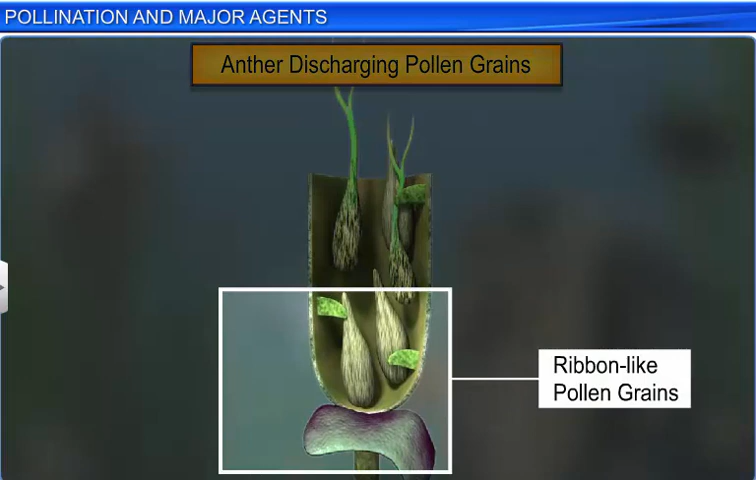 POLLINATION AND MAJOR AGENTS
Anther Discharging Pollen Grains
Ribbon-like
Pollen Grains